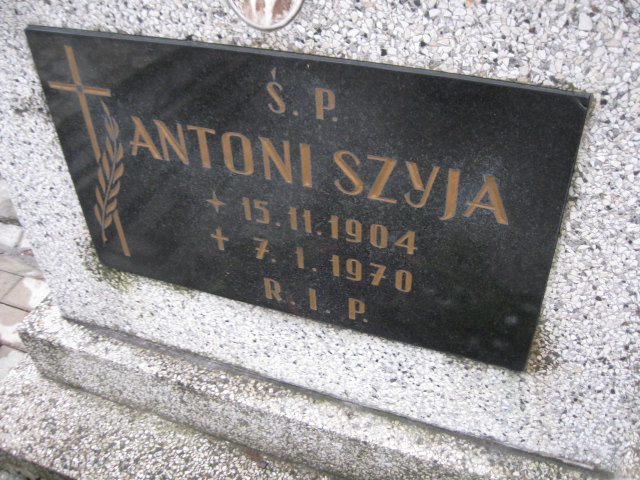 Ś. P.
ANTONI SZYJA
+ 15.11.1904
+ 7.1.1970
R.I.P.